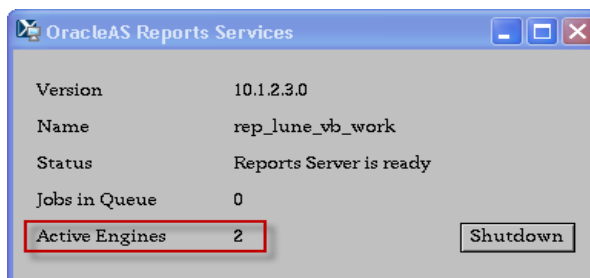 OracleAS Reports Services
Version 10.1.2.3.0
Name rep_lune_vb_work
Status Reports Server is ready
Jobs in Queue 0
Active Engines 2
Shutdown